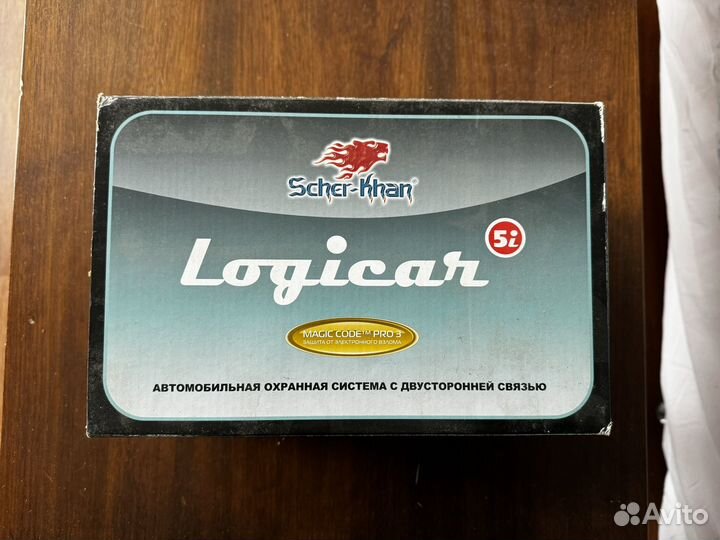 Scher-Khan®
Logicar 5i
MAGIC CODE™ PRO 3
ЗАЩИТА ОТ ЭЛЕКТРОННОГО ВЗЛОМА
АВТОМОБИЛЬНАЯ ОХРАННАЯ СИСТЕМА С ДВУСТОРОННЕЙ СВЯЗЬЮ
Avito